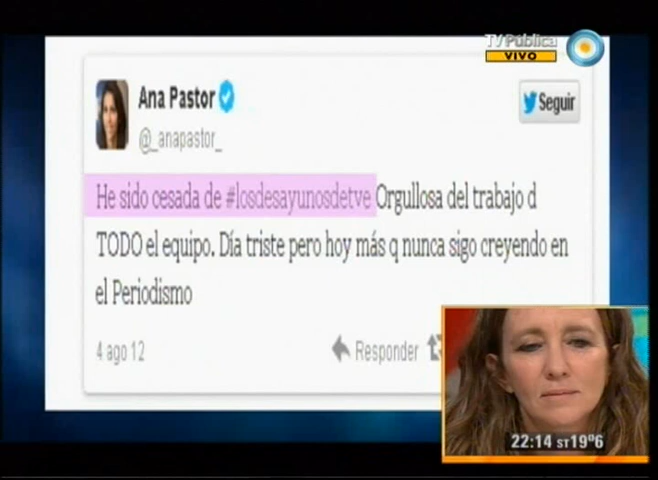 TV Pública
VIVO
Ana Pastor
@_anapastor_
Seguir
He sido cesada de #losdesayunosdetve Orgullosa del trabajo d
TODO el equipo. Día triste pero hoy más q nunca sigo creyendo en
el Periodismo
4 ago 12
Responder
22:14 ST19º6